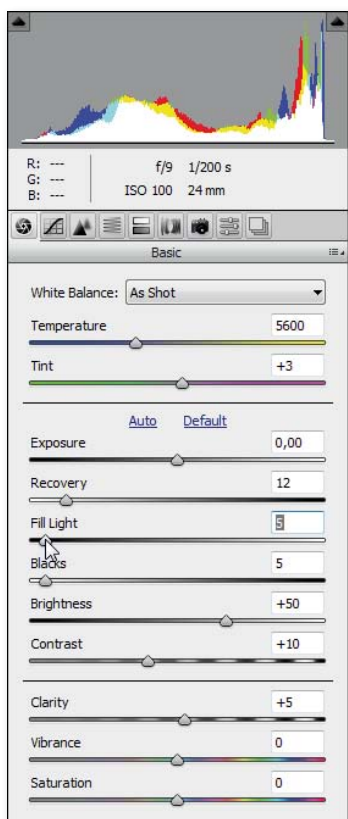 R: --- f/9 1/200 s
G: ---
B: --- ISO 100 24 mm
Basic
White Balance: As Shot
Temperature 5600
Tint +3
Auto Default
Exposure 0,00
Recovery 12
Fill Light 5
Blacks 5
Brightness +50
Contrast +10
Clarity +5
Vibrance 0
Saturation 0